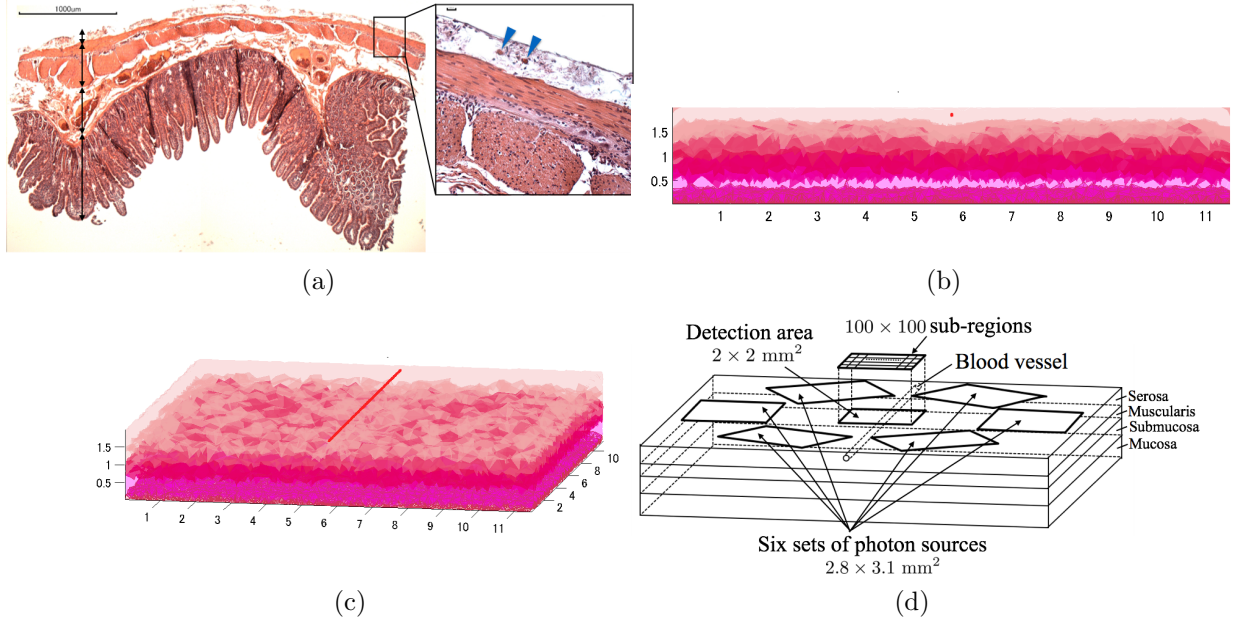 1000um
(a)
1.5
1
0.5
1 2 3 4 5 6 7 8 9 10 11
(b)
1.5
1
0.5
1 2 3 4 5 6 7 8 9 10 11
2
4
6
8
10
(c)
Detection area
2 × 2 mm²
100 × 100 sub-regions
Blood vessel
Serosa
Muscularis
Submucosa
Mucosa
Six sets of photon sources
2.8 × 3.1 mm²
(d)